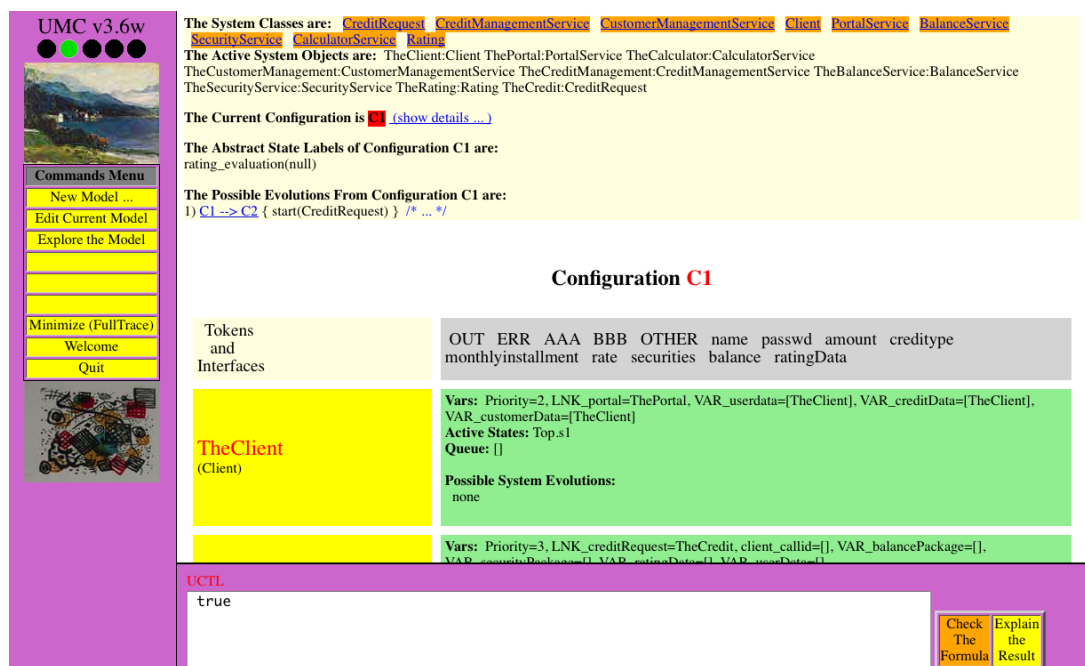 UMC v3.6w
Commands Menu
New Model ...
Edit Current Model
Explore the Model
Minimize (FullTrace)
Welcome
Quit
The System Classes are: CreditRequest CreditManagementService CustomerManagementService Client PortalService BalanceService
SecurityService CalculatorService Rating
The Active System Objects are: TheClient:Client ThePortal:PortalService TheCalculator:CalculatorService
TheCustomerManagement:CustomerManagementService TheCreditManagement:CreditManagementService TheBalanceService:BalanceService
TheSecurityService:SecurityService TheRating:Rating TheCredit:CreditRequest
The Current Configuration is C1 (show details ... )
The Abstract State Labels of Configuration C1 are:
rating_evaluation(null)
The Possible Evolutions From Configuration C1 are:
1) C1 --> C2 { start(CreditRequest) } /* ... */
Configuration C1
Tokens
and
Interfaces
OUT ERR AAA BBB OTHER name passwd amount creditype
monthlyinstallment rate securities balance ratingData
TheClient
(Client)
Vars: Priority=2, LNK_portal=ThePortal, VAR_userdata=[TheClient], VAR_creditData=[TheClient],
VAR_customerData=[TheClient]
Active States: Top.s1
Queue: []
Possible System Evolutions:
none
Vars: Priority=3, LNK_creditRequest=TheCredit, client_callid=[], VAR_balancePackage=[],
VAR_securityPackage=[], VAR_ratingData=[], VAR_userData=[]
UCTL
true
Check
The
Formula
Explain
the
Result